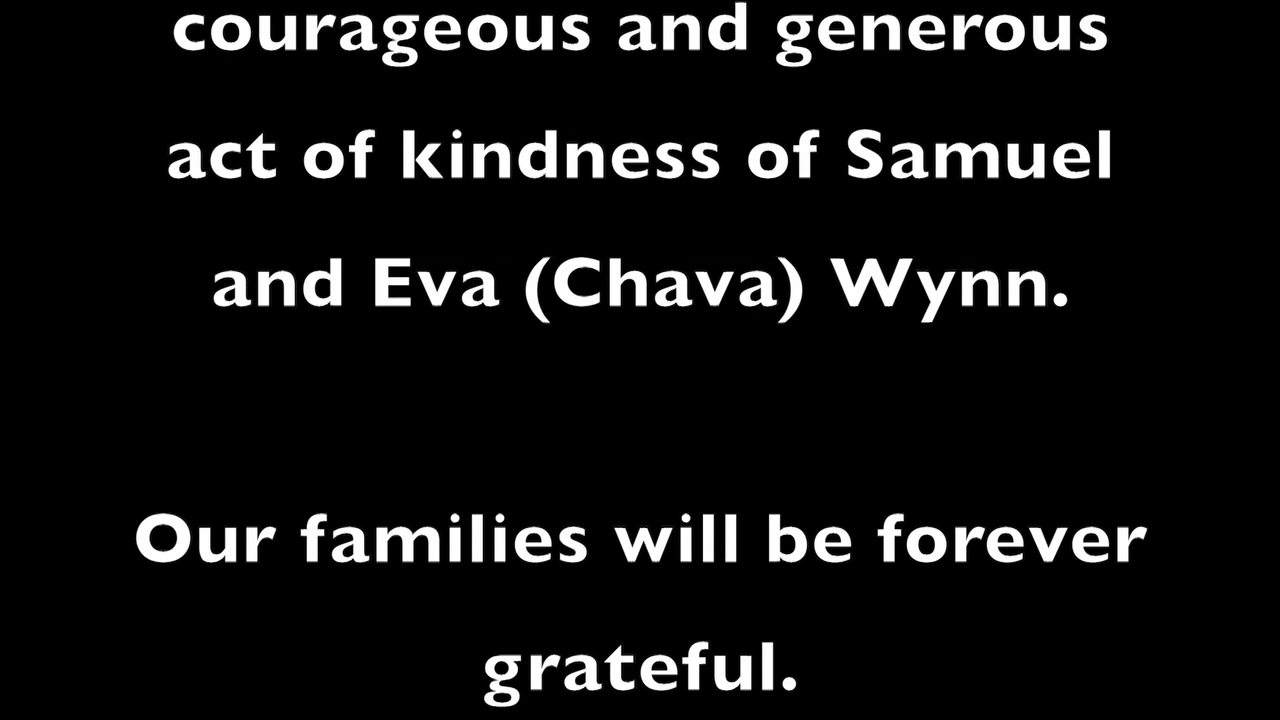 courageous and generous
act of kindness of Samuel
and Eva (Chava) Wynn.
Our families will be forever
grateful.